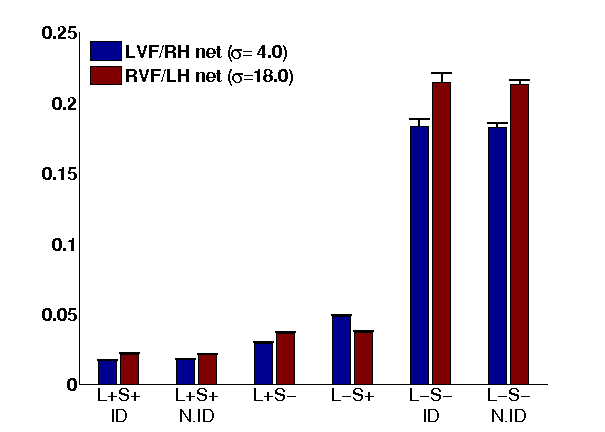 0.25
LVF/RH net (σ= 4.0)
RVF/LH net (σ=18.0)
0.2
0.15
0.1
0.05
0
L+S+ L+S+ L+S− L−S+ L−S− L−S−
ID N.ID ID N.ID